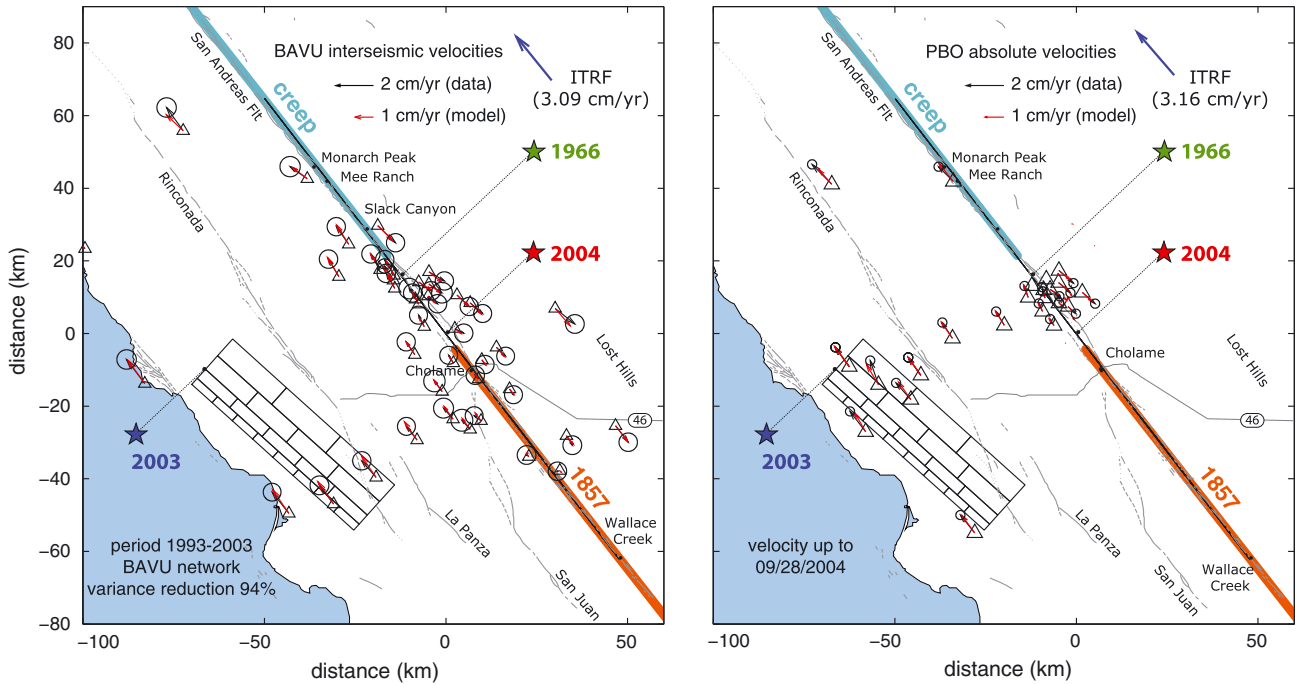 80
60
40
20
0
−20
−40
−60
−80
distance (km)
−100
−50
0
50
distance (km)
BAVU interseismic velocities
2 cm/yr (data)
1 cm/yr (model)
ITRF
(3.09 cm/yr)
San Andreas Flt
creep
1966
2004
2003
1857
Monarch Peak
Mee Ranch
Slack Canyon
Rinconada
Cholame
Lost Hills
46
La Panza
San Juan
Wallace
Creek
period 1993-2003
BAVU network
variance reduction 94%
−100
−50
0
50
distance (km)
PBO absolute velocities
2 cm/yr (data)
1 cm/yr (model)
ITRF
(3.16 cm/yr)
San Andreas Flt
creep
1966
2004
2003
1857
Monarch Peak
Mee Ranch
Rinconada
Cholame
Lost Hills
46
La Panza
San Juan
Wallace
Creek
velocity up to
09/28/2004